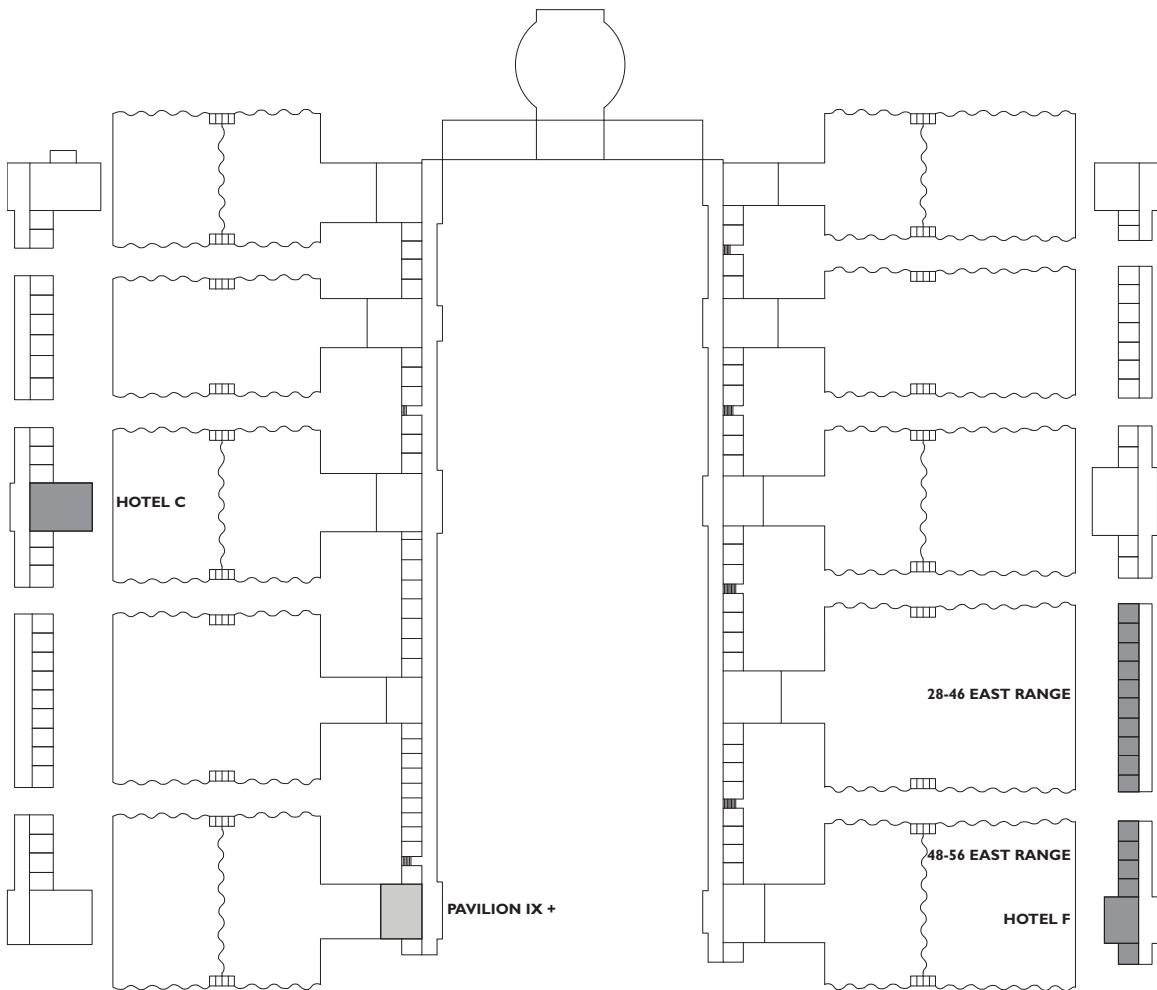 HOTEL C
28-46 EAST RANGE
48-56 EAST RANGE
PAVILION IX +
HOTEL F